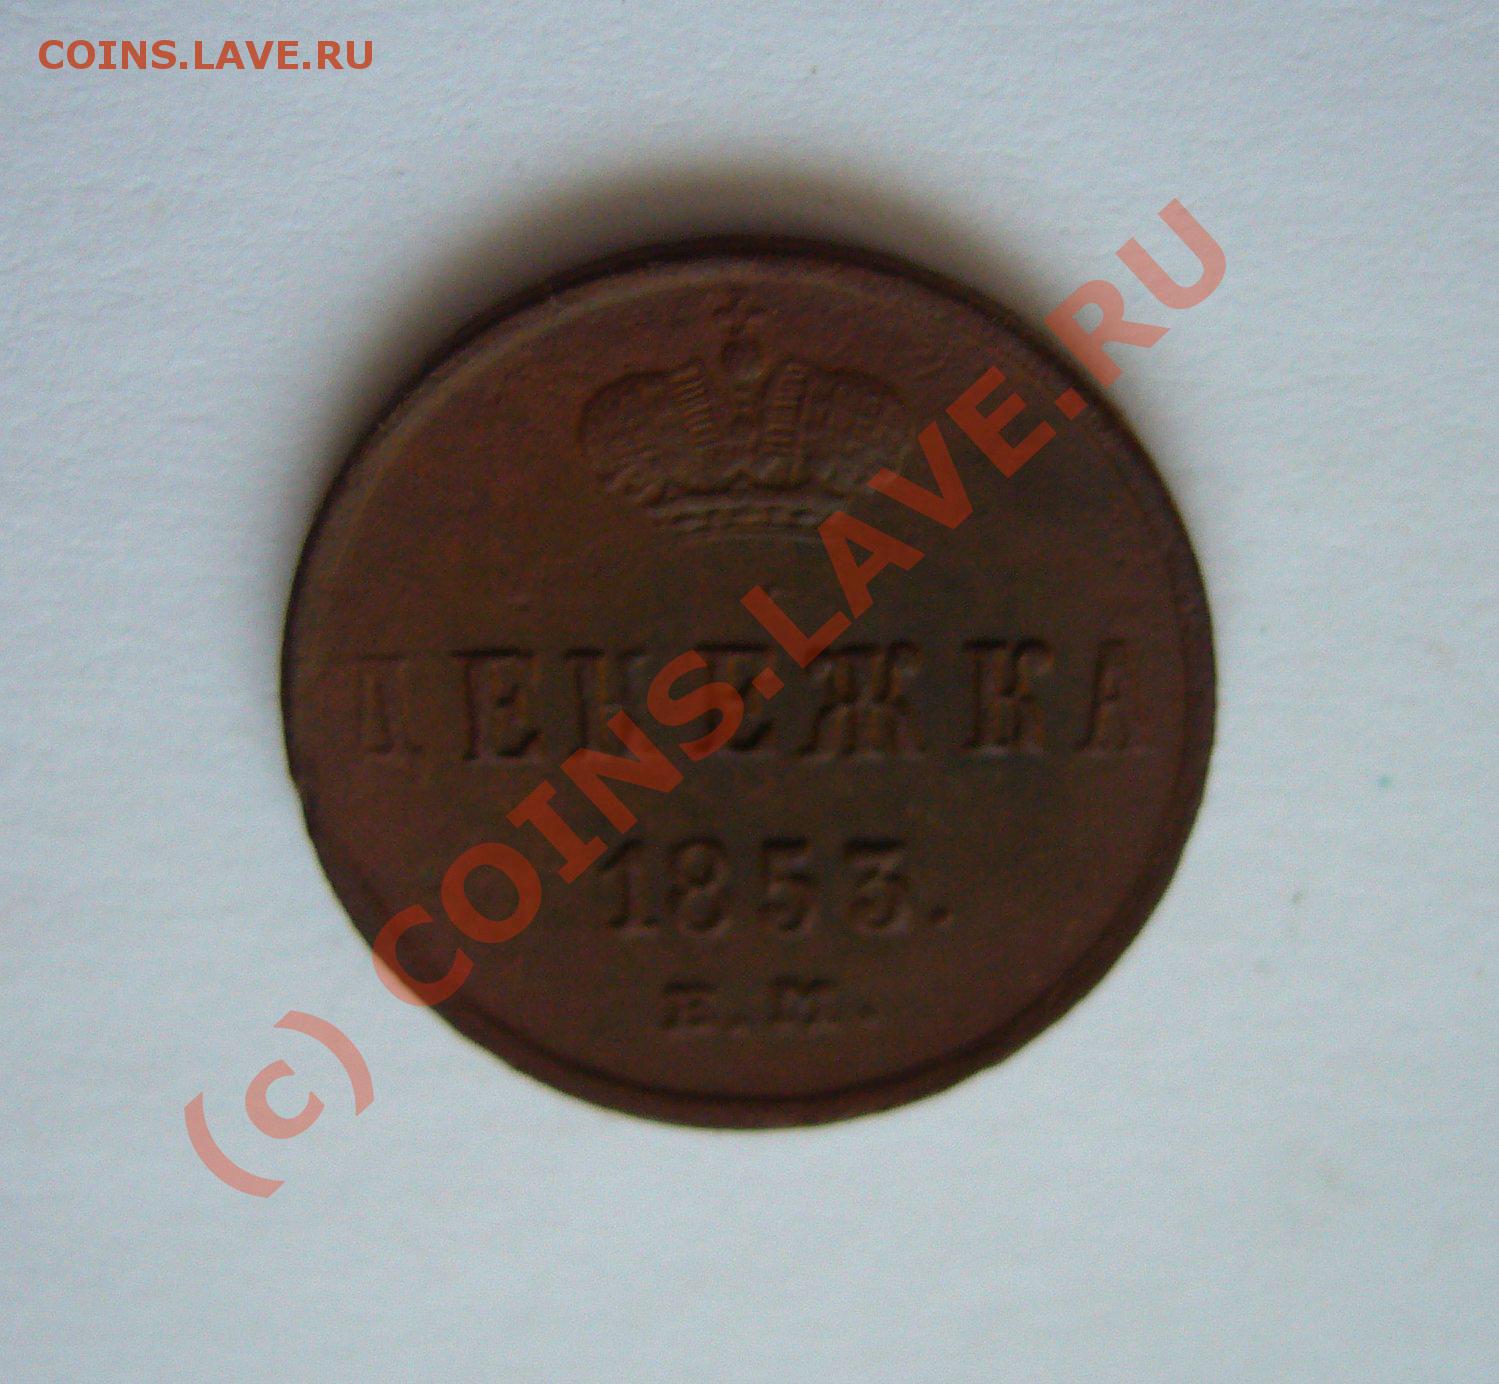 COINS.LAVE.RU
ДЕНЕЖКА
1853.
Е.М.
(c) COINS.LAVE.RU